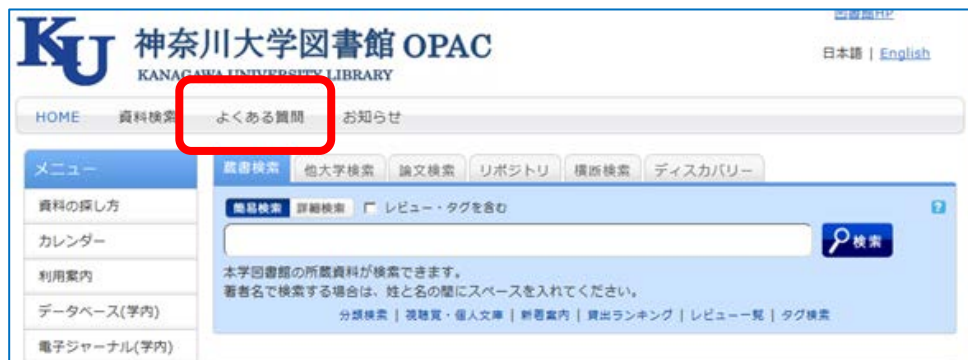 図書館HP
KU 神奈川大学図書館 OPAC
KANAGAWA UNIVERSITY LIBRARY
日本語 | English
HOME 資料検索 よくある質問 お知らせ
メニュー
資料の探し方
カレンダー
利用案内
データベース(学内)
電子ジャーナル(学内)
蔵書検索 他大学検索 論文検索 リポジトリ 横断検索 ディスカバリー
簡易検索 詳細検索 レビュー・タグを含む ?
検索
本学図書館の所蔵資料が検索できます。
著者名で検索する場合は、姓と名の間にスペースを入れてください。
分類検索 | 視聴覚・個人文庫 | 新着案内 | 貸出ランキング | レビュー一覧 | タグ検索